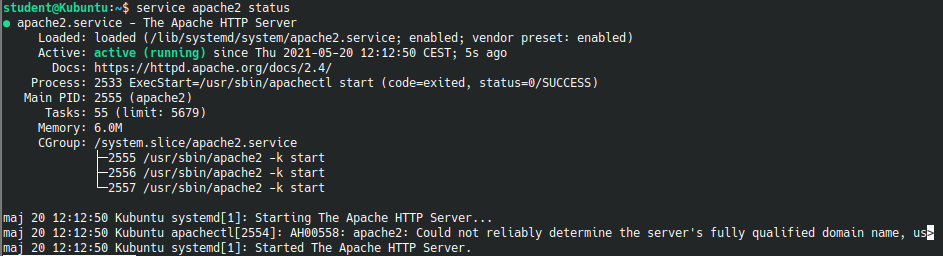 student@Kubuntu:~$ service apache2 status
● apache2.service - The Apache HTTP Server
Loaded: loaded (/lib/systemd/system/apache2.service; enabled; vendor preset: enabled)
Active: active (running) since Thu 2021-05-20 12:12:50 CEST; 5s ago
Docs: https://httpd.apache.org/docs/2.4/
Process: 2533 ExecStart=/usr/sbin/apachectl start (code=exited, status=0/SUCCESS)
Main PID: 2555 (apache2)
Tasks: 55 (limit: 5679)
Memory: 6.0M
CGroup: /system.slice/apache2.service
├─2555 /usr/sbin/apache2 -k start
├─2556 /usr/sbin/apache2 -k start
└─2557 /usr/sbin/apache2 -k start
maj 20 12:12:50 Kubuntu systemd[1]: Starting The Apache HTTP Server...
maj 20 12:12:50 Kubuntu apachectl[2554]: AH00558: apache2: Could not reliably determine the server's fully qualified domain name, us>
maj 20 12:12:50 Kubuntu systemd[1]: Started The Apache HTTP Server.